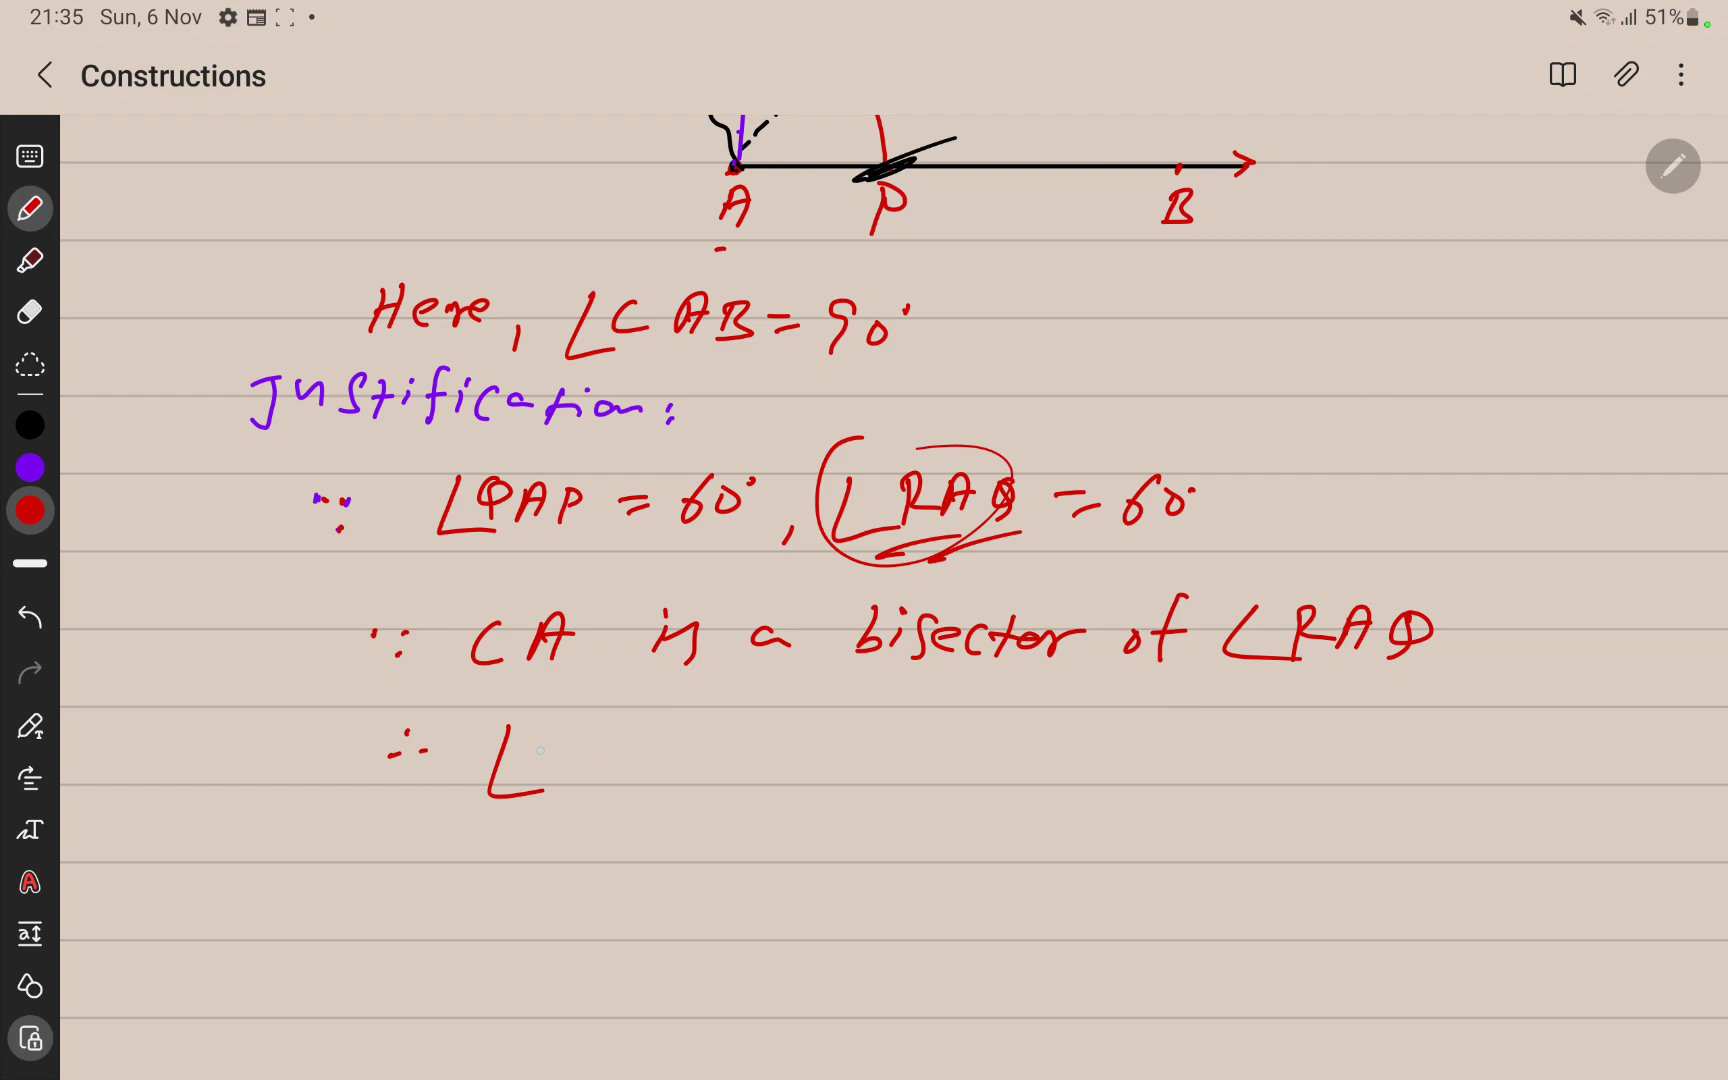 21:35 Sun, 6 Nov 51%
Constructions
A P B
Here, ∠CAB = 90°
Justification:
∵ ∠QAP = 60°, ∠RAQ = 60°
∵ CA is a bisector of ∠RAQ
∴ ∠